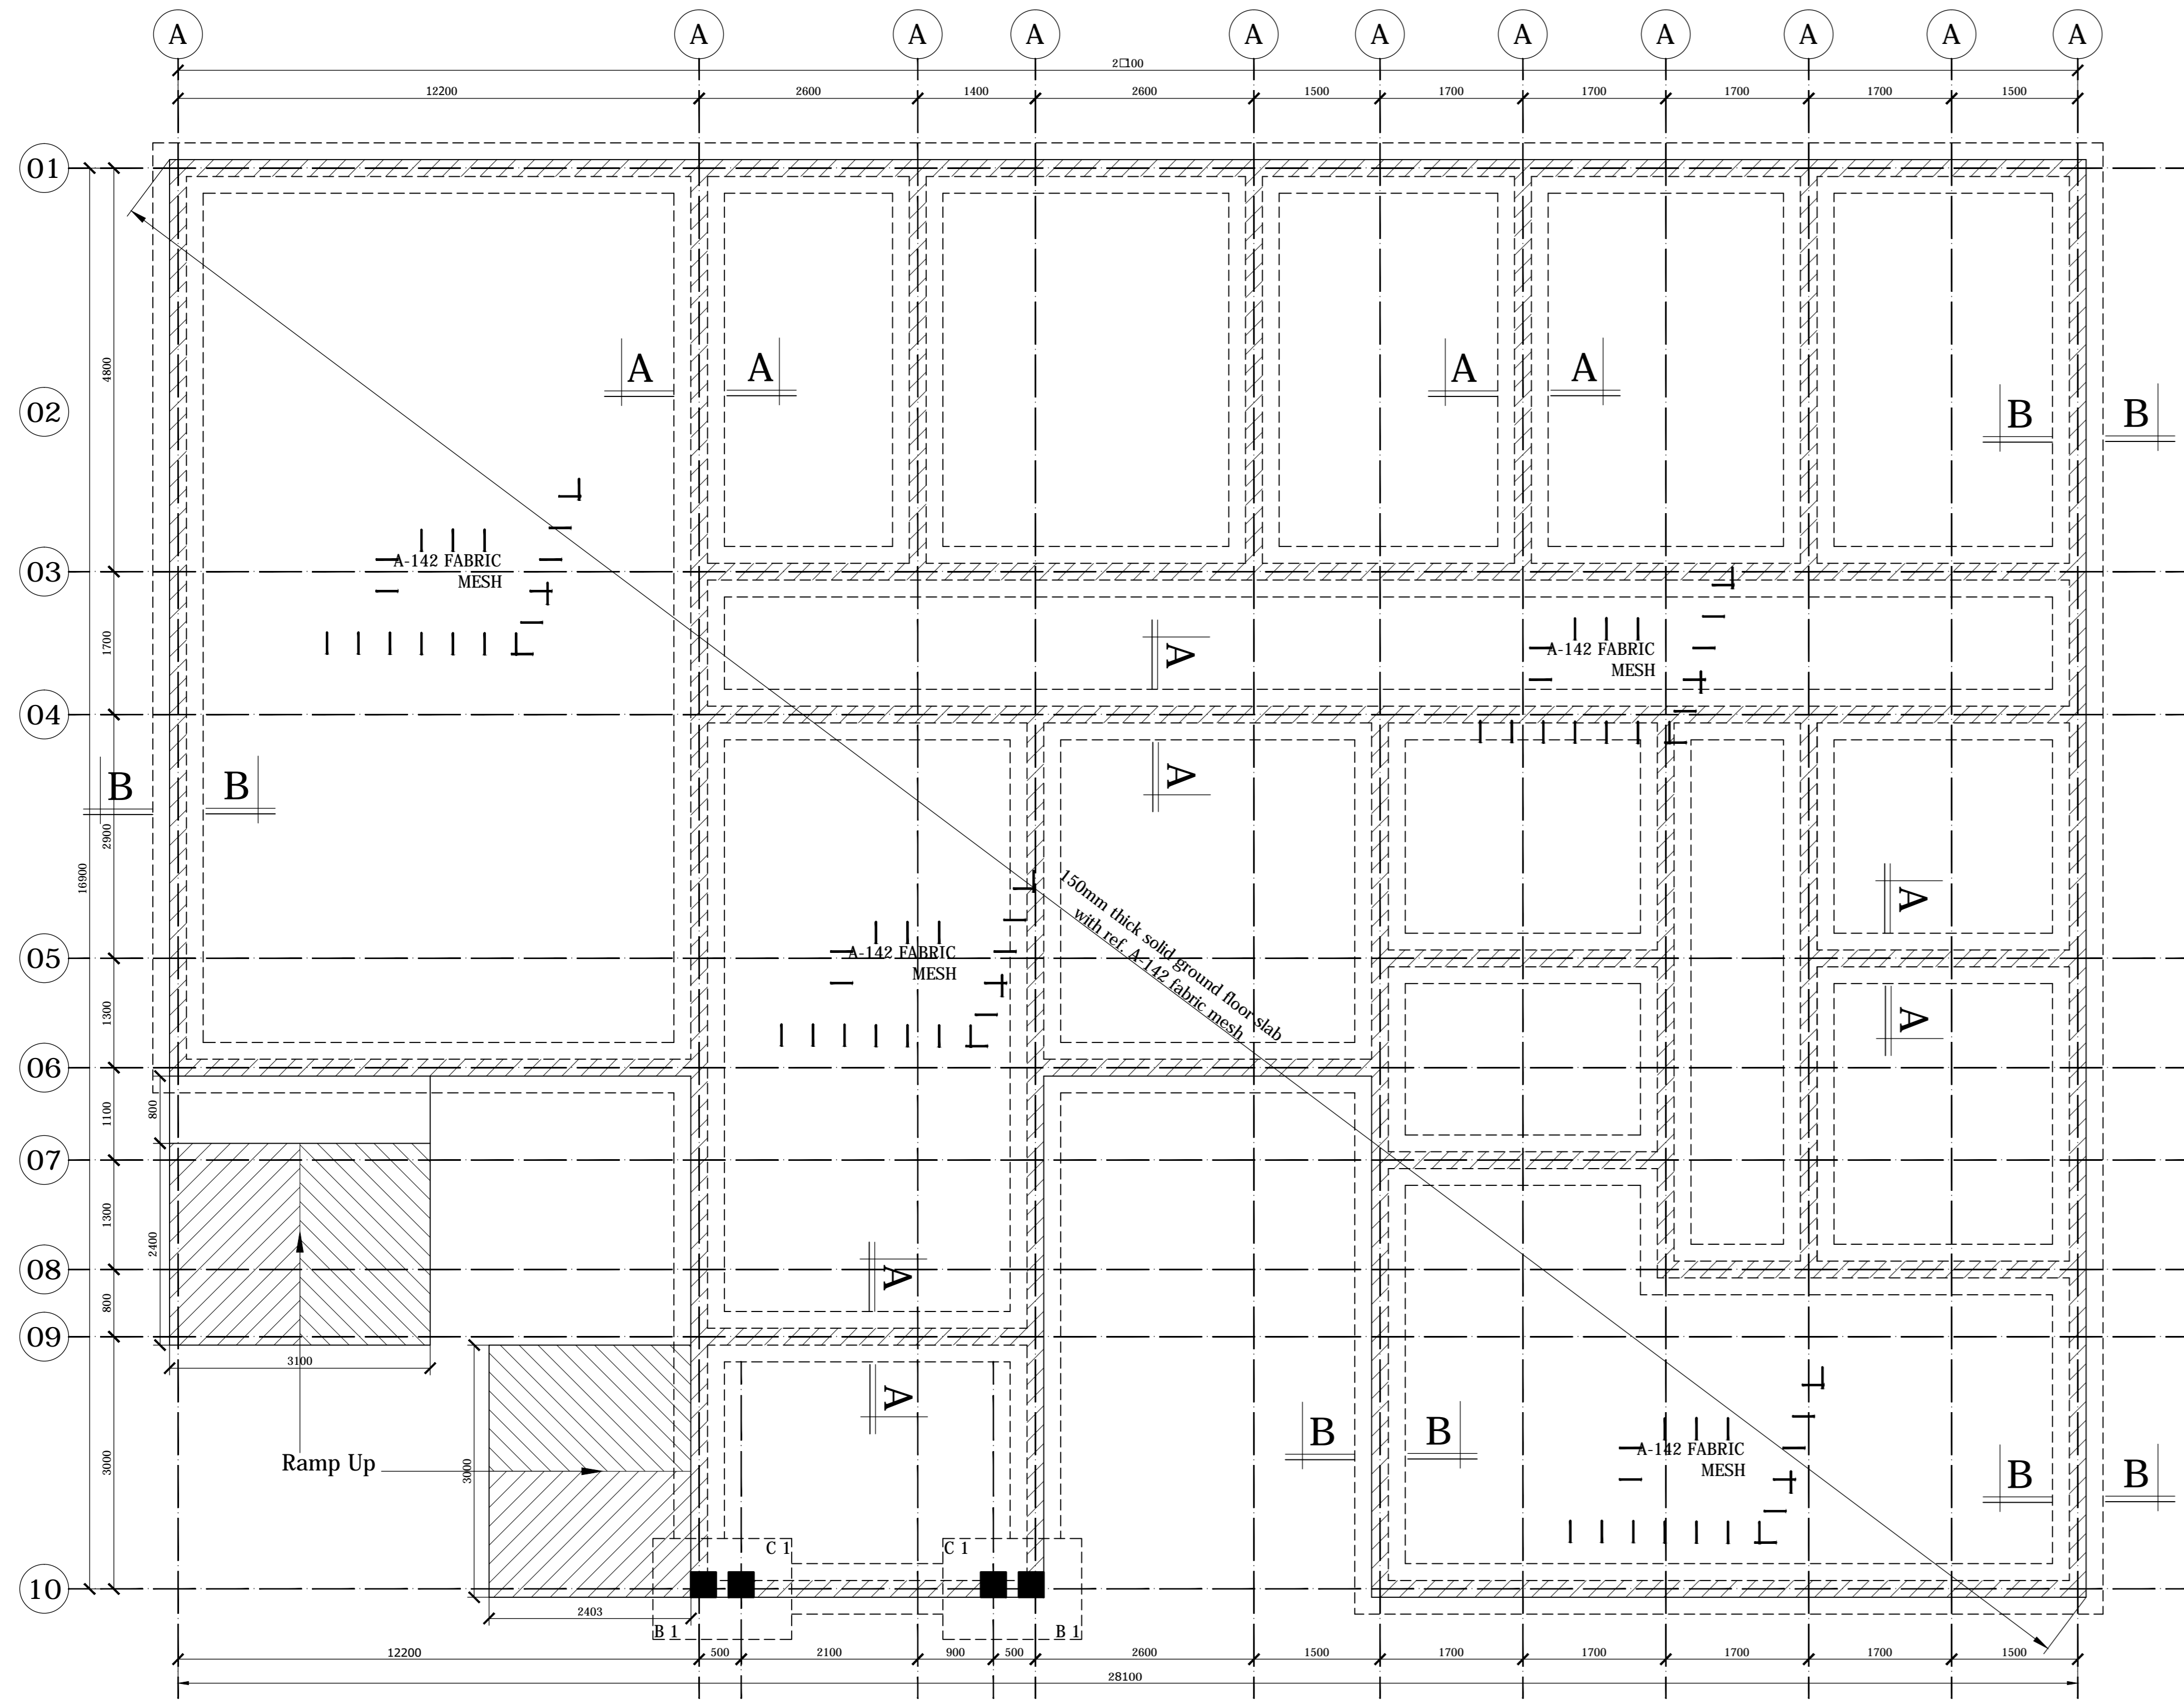 A A A A A A A A A A A
2□100
12200 2600 1400 2600 1500 1700 1700 1700 1700 1500
01
4800
A A A A
02
B B
A-142 FABRIC
MESH
03
1700
A
A-142 FABRIC
MESH
04
B B
A
2900
16900
A
150mm thick solid ground floor slab
with ref. A-142 fabric mesh
A-142 FABRIC
MESH
05
1300
A
06
800
1100
07
1300
2400
08
A
800
09
3100
A
B B
A-142 FABRIC
MESH
Ramp Up
3000
3000
B B
C 1 C 1
10
2403
B 1 B 1
12200 500 2100 900 500 2600 1500 1700 1700 1700 1700 1500
28100